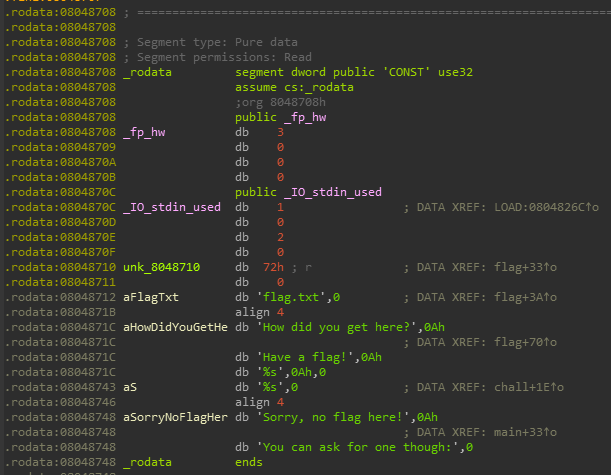 .rodata:08048708 ; ===========================================================================
.rodata:08048708
.rodata:08048708 ; Segment type: Pure data
.rodata:08048708 ; Segment permissions: Read
.rodata:08048708 _rodata segment dword public 'CONST' use32
.rodata:08048708 assume cs:_rodata
.rodata:08048708 ;org 8048708h
.rodata:08048708 public _fp_hw
.rodata:08048708 _fp_hw db 3
.rodata:08048709 db 0
.rodata:0804870A db 0
.rodata:0804870B db 0
.rodata:0804870C public _IO_stdin_used
.rodata:0804870C _IO_stdin_used db 1 ; DATA XREF: LOAD:0804826C↑o
.rodata:0804870D db 0
.rodata:0804870E db 2
.rodata:0804870F db 0
.rodata:08048710 unk_8048710 db 72h ; r ; DATA XREF: flag+33↑o
.rodata:08048711 db 0
.rodata:08048712 aFlagTxt db 'flag.txt',0 ; DATA XREF: flag+3A↑o
.rodata:0804871B align 4
.rodata:0804871C aHowDidYouGetHe db 'How did you get here?',0Ah
.rodata:0804871C ; DATA XREF: flag+70↑o
.rodata:0804871C db 'Have a flag!',0Ah
.rodata:0804871C db '%s',0Ah,0
.rodata:08048743 aS db '%s',0 ; DATA XREF: chall+1E↑o
.rodata:08048746 align 4
.rodata:08048748 aSorryNoFlagHer db 'Sorry, no flag here!',0Ah
.rodata:08048748 ; DATA XREF: main+33↑o
.rodata:08048748 db 'You can ask for one though:',0
.rodata:08048748 _rodata ends